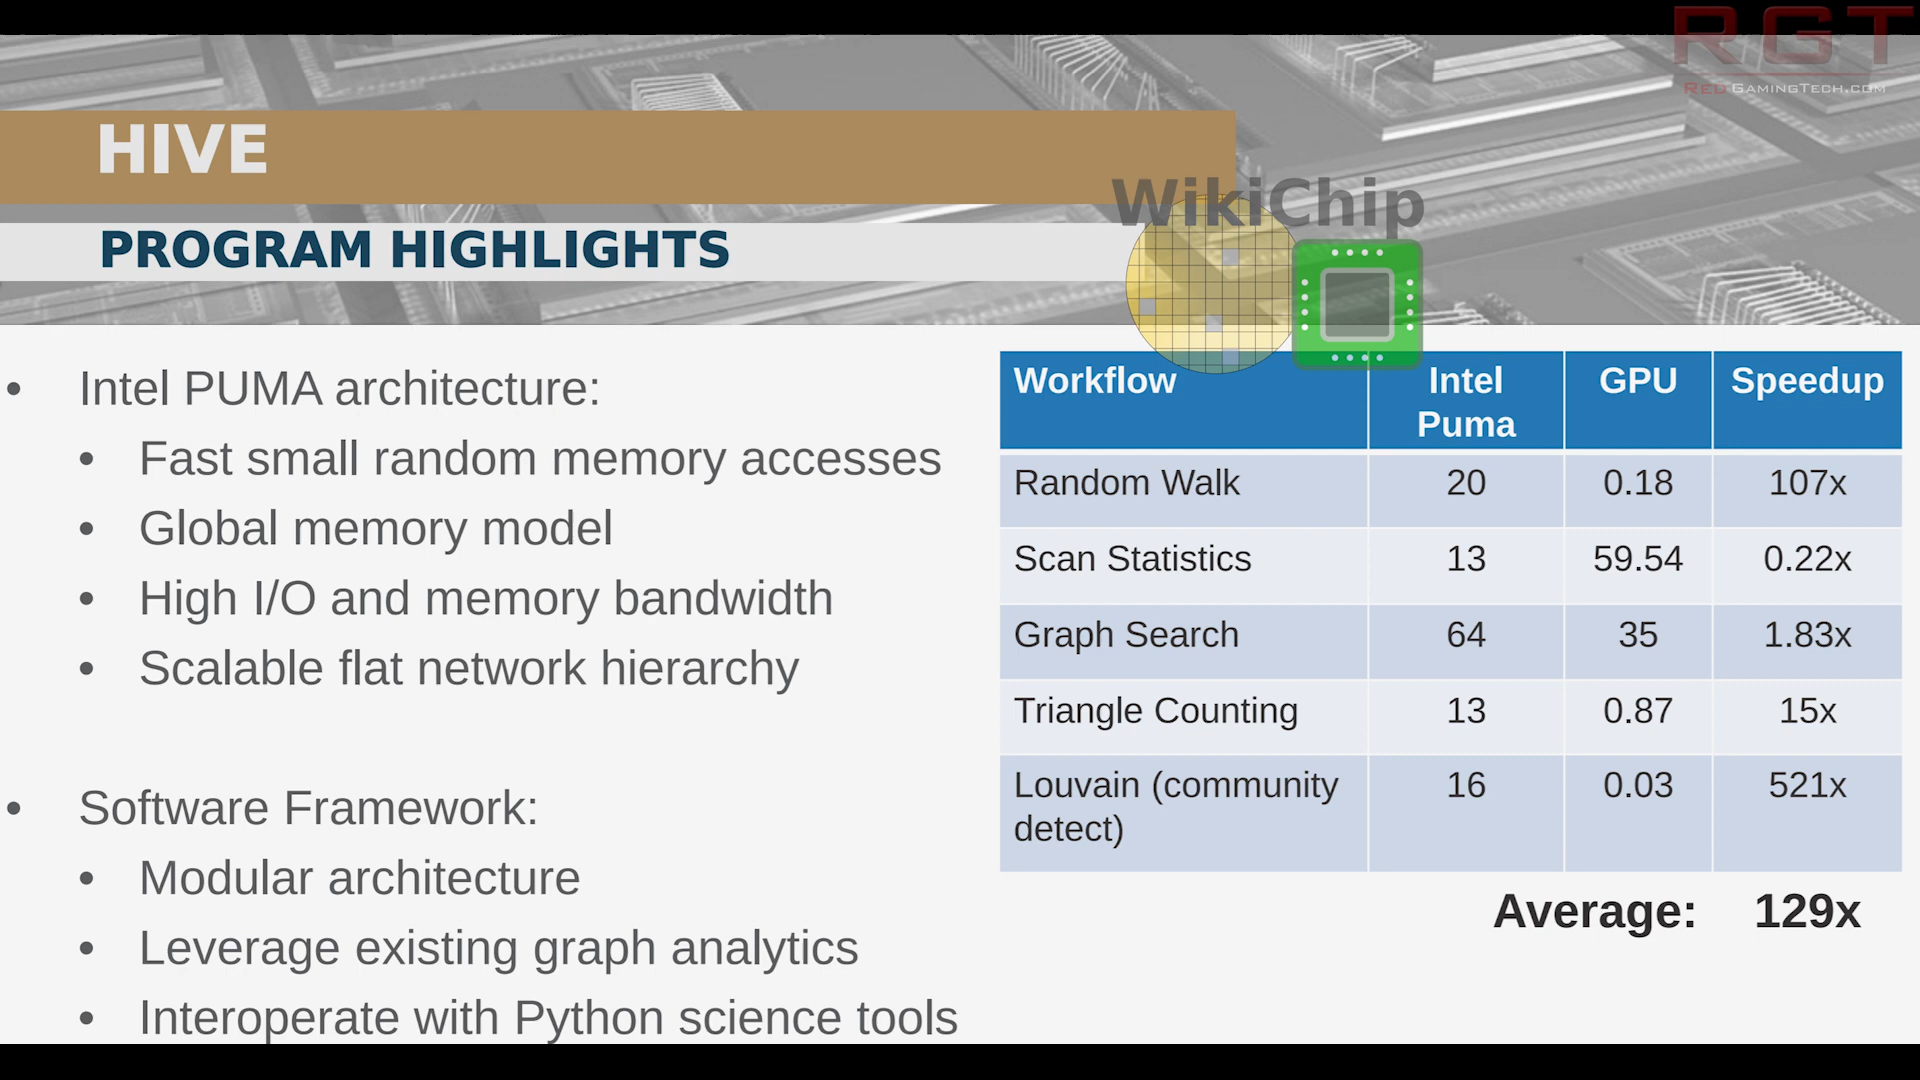 RGT
RedGamingTech.com
HIVE
WikiChip
PROGRAM HIGHLIGHTS
• Intel PUMA architecture:
• Fast small random memory accesses
• Global memory model
• High I/O and memory bandwidth
• Scalable flat network hierarchy
• Software Framework:
• Modular architecture
• Leverage existing graph analytics
• Interoperate with Python science tools
Workflow Intel Puma GPU Speedup
Random Walk 20 0.18 107x
Scan Statistics 13 59.54 0.22x
Graph Search 64 35 1.83x
Triangle Counting 13 0.87 15x
Louvain (community detect) 16 0.03 521x
Average: 129x